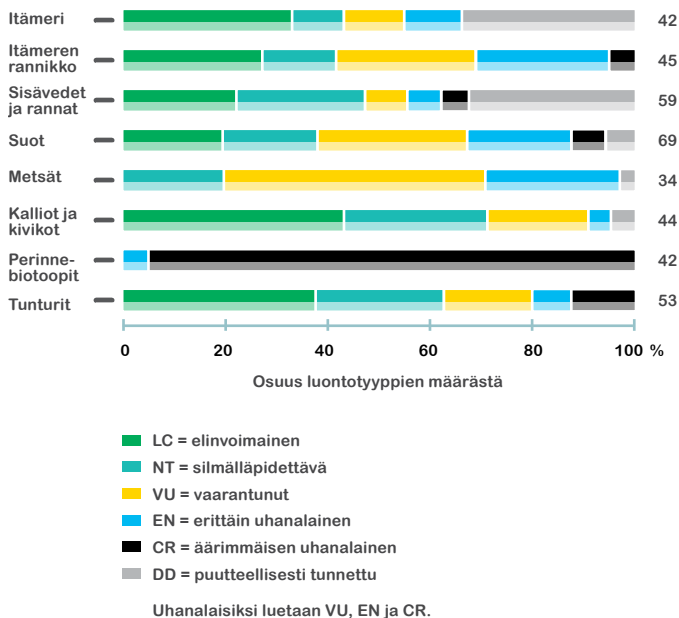 Itämeri 42
Itämeren
rannikko 45
Sisävedet
ja rannat 59
Suot 69
Metsät 34
Kalliot ja
kivikot 44
Perinne-
biotoopit 42
Tunturit 53
0 20 40 60 80 100 %
Osuus luontotyyppien määrästä
LC = elinvoimainen
NT = silmälläpidettävä
VU = vaarantunut
EN = erittäin uhanalainen
CR = äärimmäisen uhanalainen
DD = puutteellisesti tunnettu
Uhanalaisiksi luetaan VU, EN ja CR.